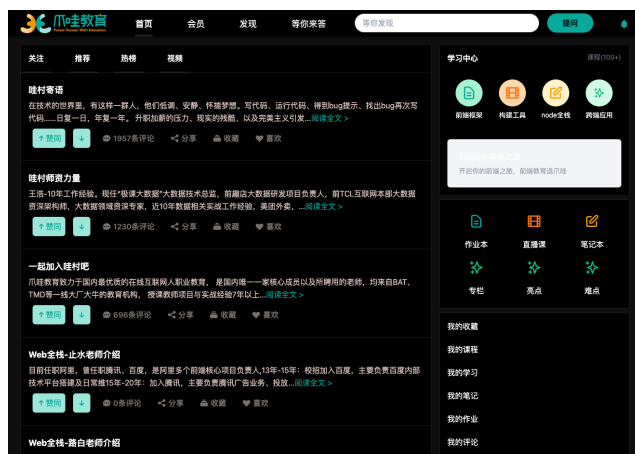 爪哇教育
Power Human With Education
首页
会员
发现
等你来答
等你发现
提问
关注
推荐
热榜
视频
哇村寄语
在技术的世界里，有这样一群人，他们低调、安静、怀揣梦想，写代码、运行代码、得到bug提示、找出bug再次写
代码......日复一日，年复一年。升职加薪的压力、现实的残酷、以及完美主义引发...阅读全文 >
赞同
1957条评论
分享
收藏
喜欢
哇村师资力量
王浩-10年工作经验，现任“极课大数据”大数据技术总监，前趣店大数据研发项目负责人，前TCL互联网本部大数据
资深架构师，大数据领域资深专家，近10年数据相关实战工作经验，美团外卖，...阅读全文 >
赞同
1230条评论
分享
收藏
喜欢
一起加入哇村吧
爪哇教育致力于国内最优质的在线互联网人职业教育， 是国内唯一一家核心成员以及所聘用的老师，均来自BAT、
TMD等一线大厂大牛的教育机构， 授课教师项目与实战经验7年以上...阅读全文 >
赞同
696条评论
分享
收藏
喜欢
Web全栈-止水老师介绍
目前任职阿里，曾任职腾讯、百度，是阿里多个前端核心项目负责人,13年-15年：校招加入百度，主要负责百度内部
技术平台搭建及日常维15年-20年：加入腾讯，主要负责腾讯广告业务、投放...阅读全文 >
赞同
0条评论
分享
收藏
喜欢
Web全栈-路白老师介绍
学习中心
课程(100+)
前端框架
构建工具
node全栈
跨端应用
开启你的前端之旅，前端教育选爪哇
作业本
直播课
笔记本
专栏
亮点
难点
我的收藏
我的课程
我的学习
我的笔记
我的作业
我的评论